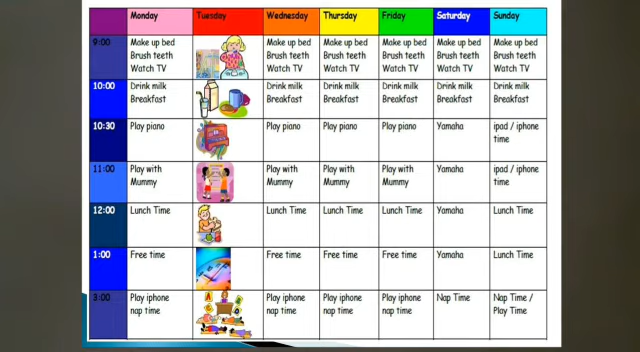 Monday Tuesday Wednesday Thursday Friday Saturday Sunday
9:00 Make up bed Make up bed Make up bed Make up bed Make up bed Make up bed
Brush teeth Brush teeth Brush teeth Brush teeth Brush teeth Brush teeth
Watch TV Watch TV Watch TV Watch TV Watch TV Watch TV
10:00 Drink milk Drink milk Drink milk Drink milk Drink milk Drink milk
Breakfast Breakfast Breakfast Breakfast Breakfast Breakfast
10:30 Play piano Play piano Play piano Play piano Yamaha ipad / iphone
time
11:00 Play with Play with Play with Play with Yamaha ipad / iphone
Mummy Mummy Mummy Mummy time
12:00 Lunch Time Lunch Time Lunch Time Lunch Time Yamaha Lunch Time
1:00 Free time Free time Free time Free time Yamaha Lunch Time
3:00 Play iphone Play iphone Play iphone Play iphone Nap Time Nap Time /
nap time nap time nap time nap time Play Time